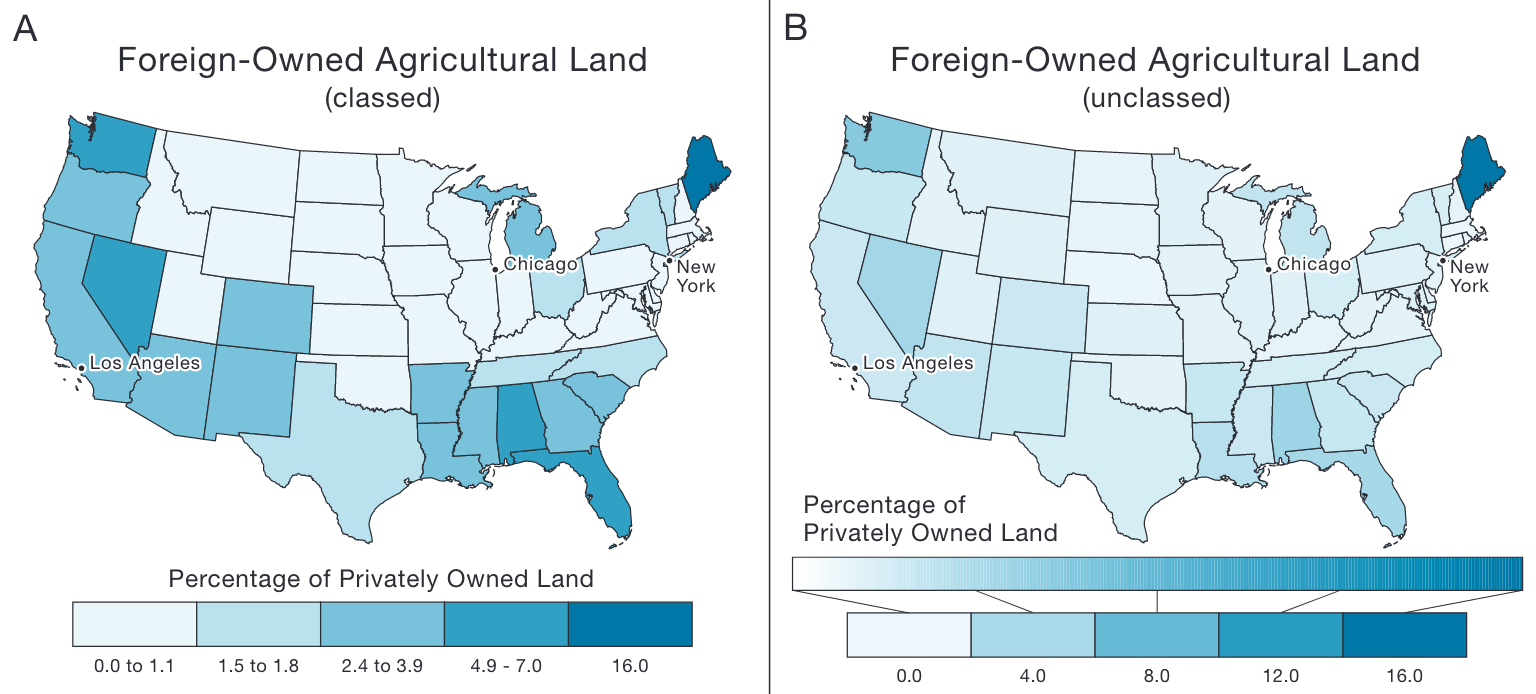 A
Foreign-Owned Agricultural Land
(classed)
Chicago
New
York
Los Angeles
Percentage of Privately Owned Land
0.0 to 1.1
1.5 to 1.8
2.4 to 3.9
4.9 - 7.0
16.0
B
Foreign-Owned Agricultural Land
(unclassed)
Chicago
New
York
Los Angeles
Percentage of
Privately Owned Land
0.0
4.0
8.0
12.0
16.0